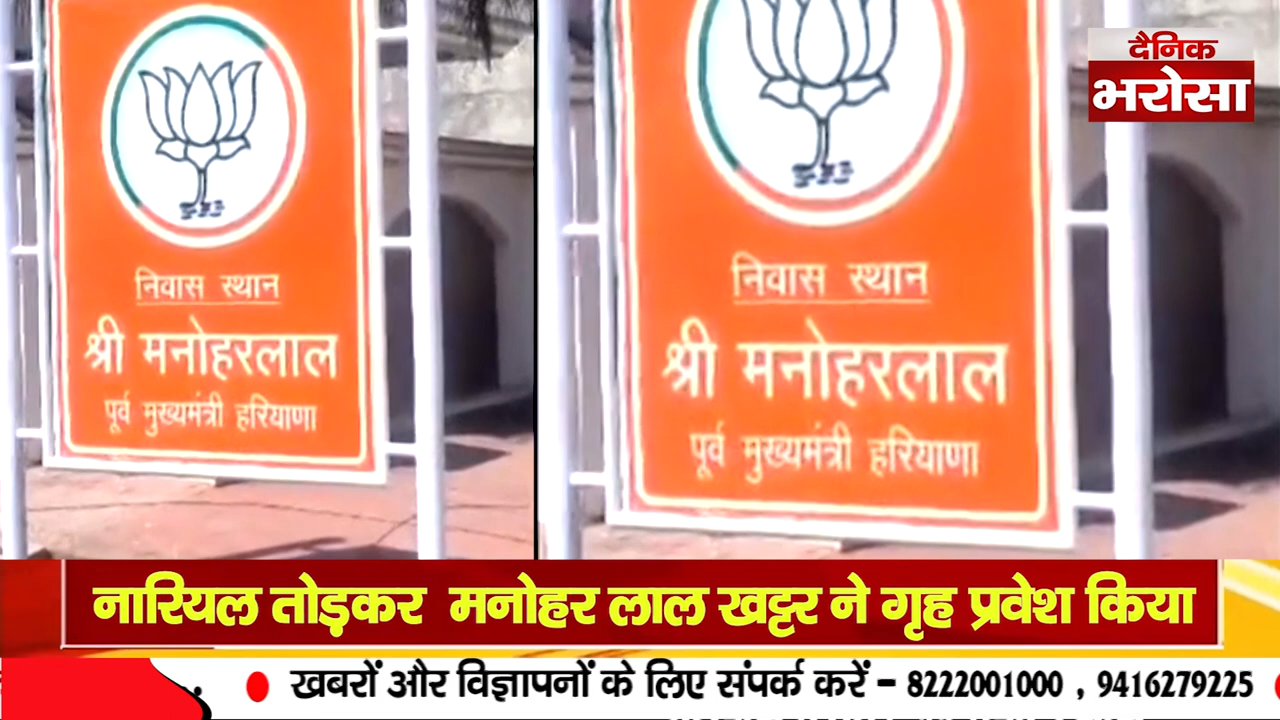 दैनिक
भरोसा
निवास स्थान
श्री मनोहरलाल
पूर्व मुख्यमंत्री हरियाणा
निवास स्थान
श्री मनोहरलाल
पूर्व मुख्यमंत्री हरियाणा
नारियल तोड़कर मनोहर लाल खट्टर ने गृह प्रवेश किया
खबरों और विज्ञापनों के लिए संपर्क करें – 8222001000 , 9416279225